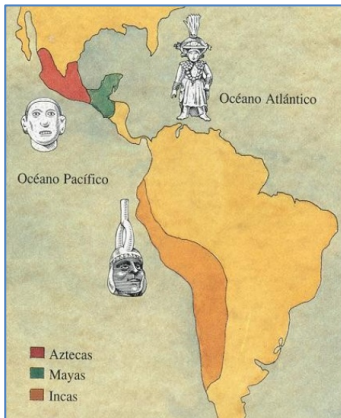 Océano Atlántico
Océano Pacífico
Aztecas
Mayas
Incas